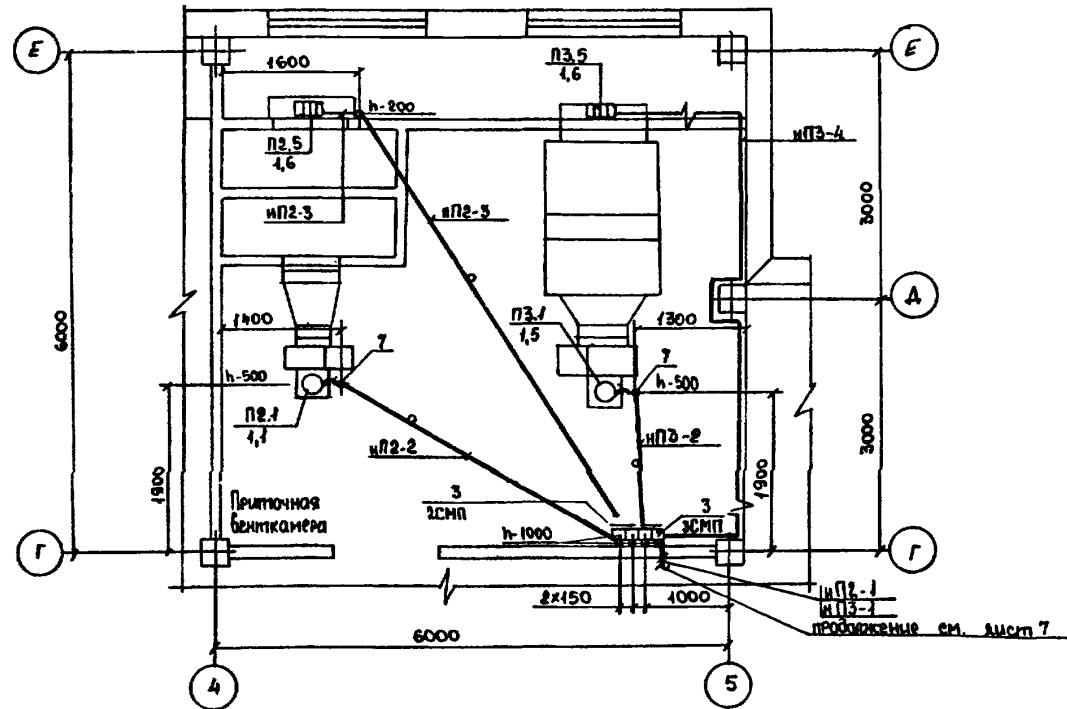 Е
Е
1600
П3.5
1,6
h-200
П2.5
1,6
нП3-4
нП2-3
нП2-3
3000
6000
Д
1400
П3.1
1,5
1300
7
7
h-500
h-500
П2.1
1,1
нП2-2
нП3-2
3000
1900
1900
Приточная
венткамера
3
2СМП
3
3СМП
h-1000
Г
Г
2×150
1000
нП2-1
нП3-1
продолжение см. лист 7
6000
4
5